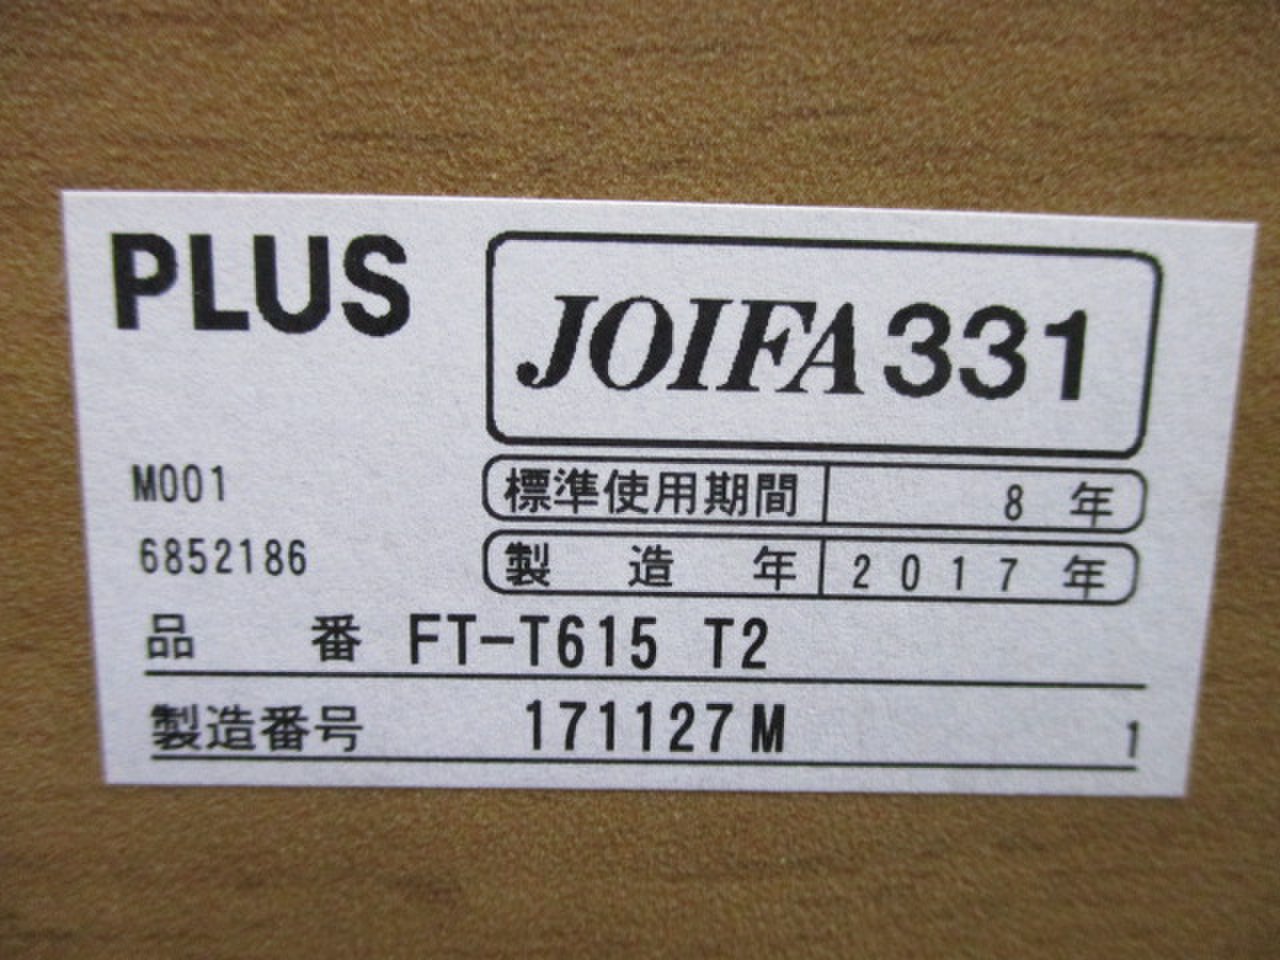 PLUS
JOIFA 331
M001
標準使用期間 8 年
6852186
製造年 2017 年
品番 FT-T615 T2
製造番号 171127M 1